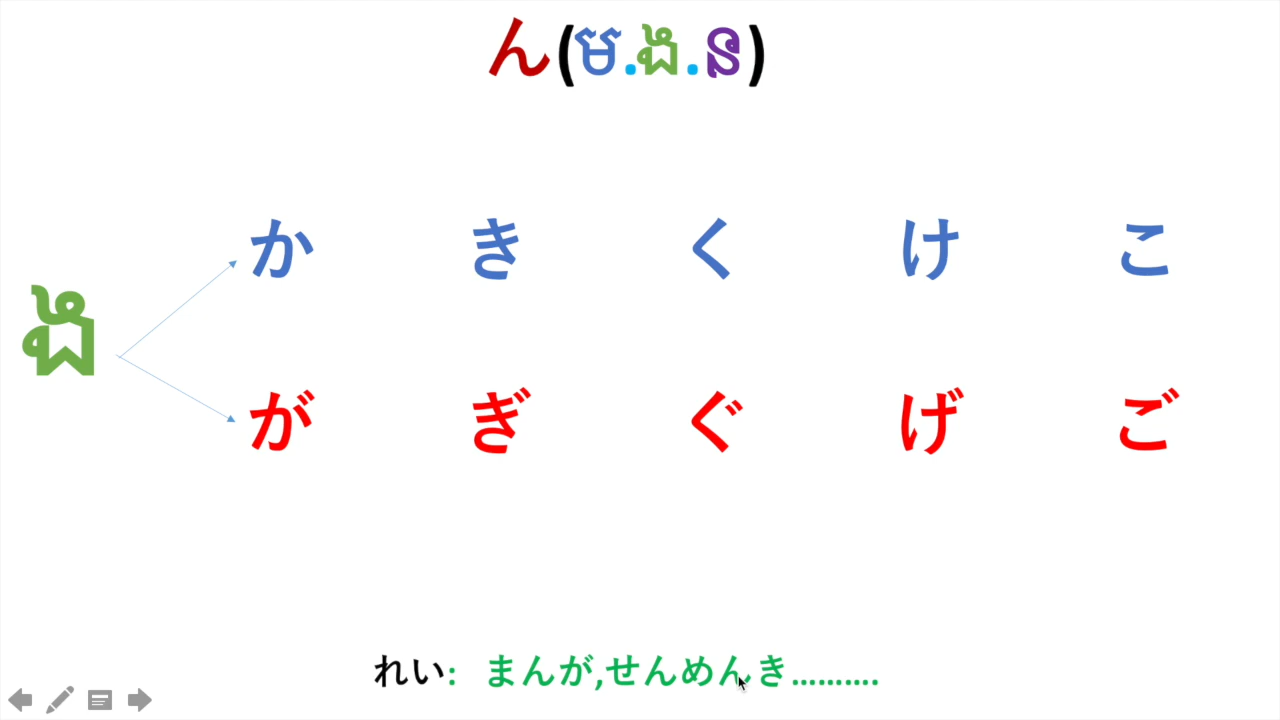 ん(ម.ង.ន)
か き く け こ
ង
が ぎ ぐ げ ご
れい: まんが,せんめんき..........